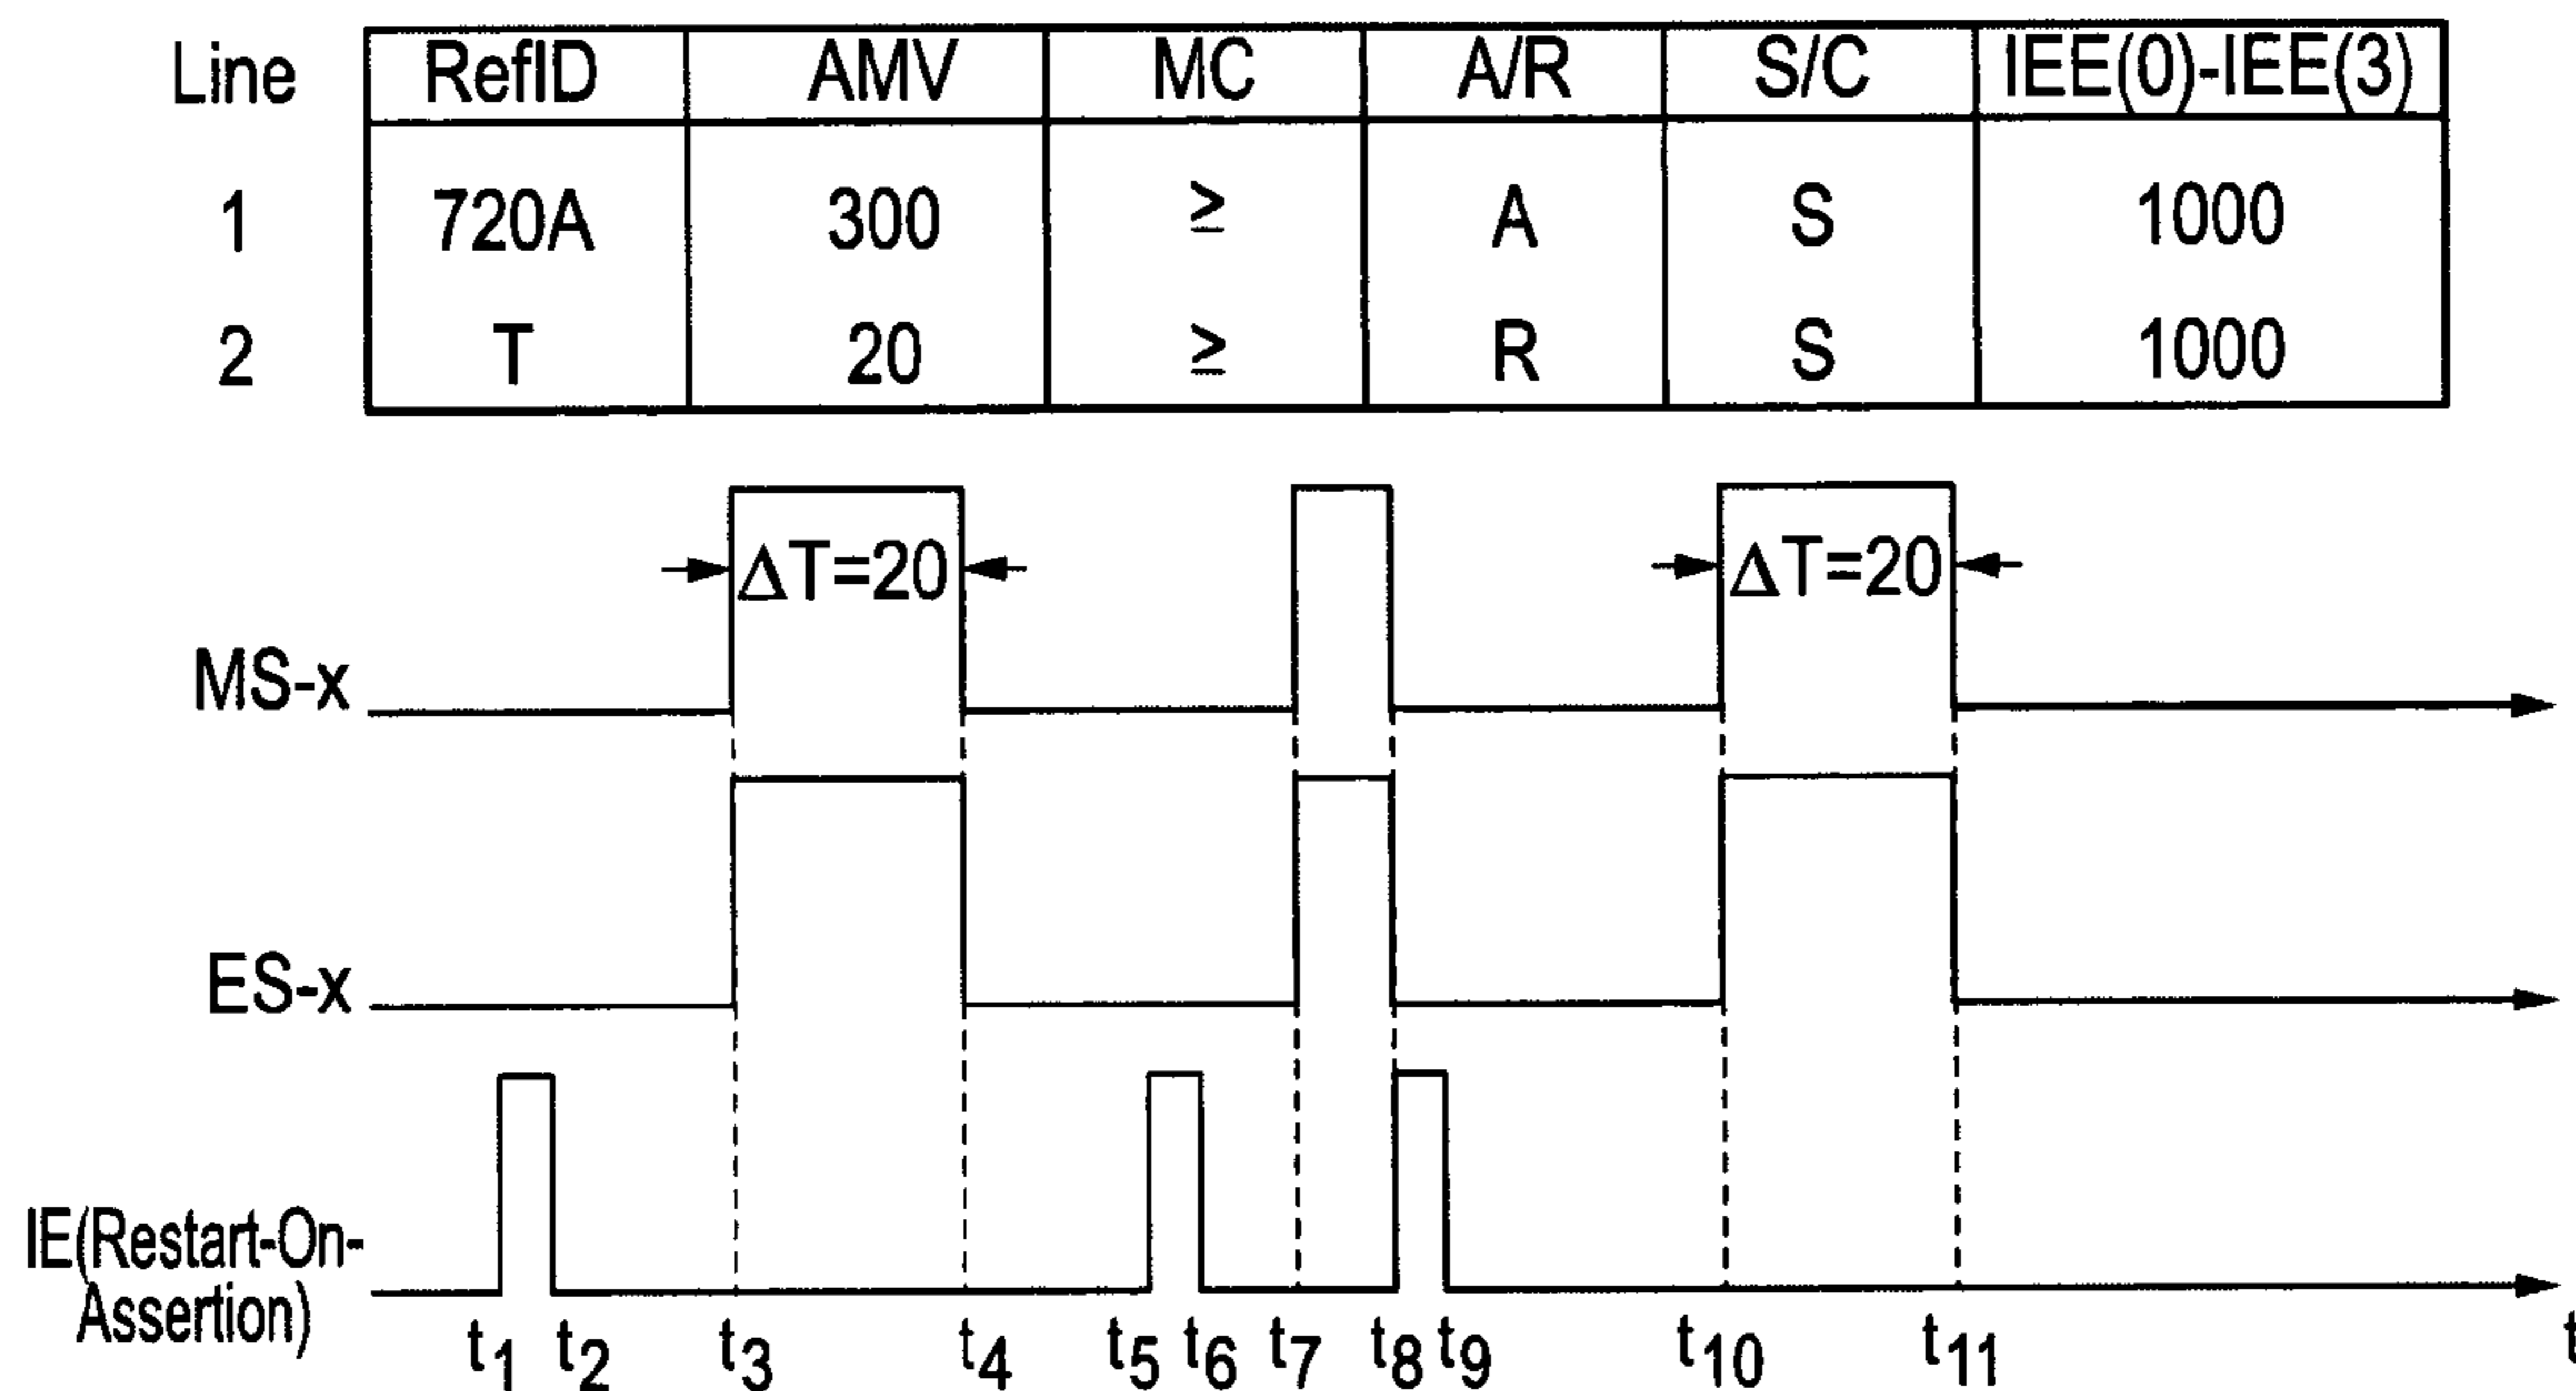 Line RefID AMV MC A/R S/C IEE(0)-IEE(3)
1 720A 300 ≥ A S 1000
2 T 20 ≥ R S 1000
ΔT=20 ΔT=20
MS-x
ES-x
IE(Restart-On-
Assertion)
t1 t2 t3 t4 t5 t6 t7 t8 t9 t10 t11 t